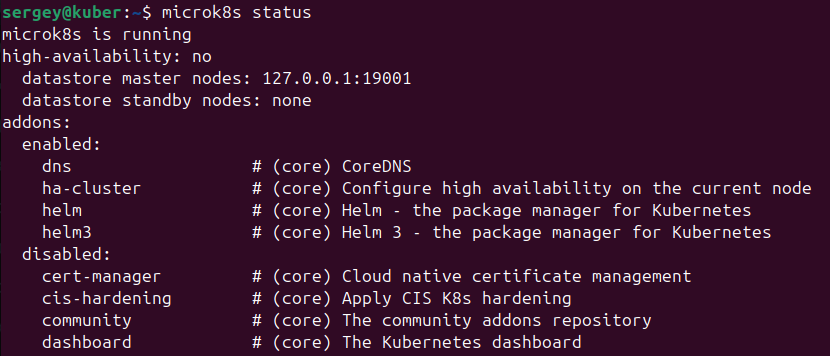 sergey@kuber:~$ microk8s status
microk8s is running
high-availability: no
  datastore master nodes: 127.0.0.1:19001
  datastore standby nodes: none
addons:
  enabled:
    dns                  # (core) CoreDNS
    ha-cluster           # (core) Configure high availability on the current node
    helm                 # (core) Helm - the package manager for Kubernetes
    helm3                # (core) Helm 3 - the package manager for Kubernetes
  disabled:
    cert-manager         # (core) Cloud native certificate management
    cis-hardening        # (core) Apply CIS K8s hardening
    community            # (core) The community addons repository
    dashboard            # (core) The Kubernetes dashboard